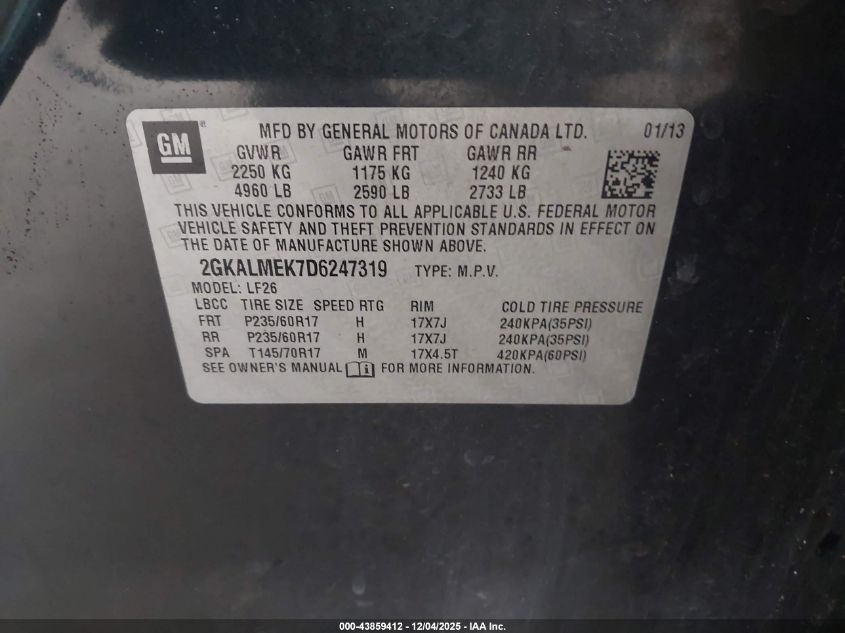 GM
MFD BY GENERAL MOTORS OF CANADA LTD. 01/13
GVWR GAWR FRT GAWR RR
2250 KG 1175 KG 1240 KG
4960 LB 2590 LB 2733 LB
THIS VEHICLE CONFORMS TO ALL APPLICABLE U.S. FEDERAL MOTOR
VEHICLE SAFETY AND THEFT PREVENTION STANDARDS IN EFFECT ON
THE DATE OF MANUFACTURE SHOWN ABOVE.
2GKALMEK7D6247319 TYPE: M.P.V.
MODEL: LF26
LBCC TIRE SIZE SPEED RTG RIM COLD TIRE PRESSURE
FRT P235/60R17 H 17X7J 240KPA(35PSI)
RR P235/60R17 H 17X7J 240KPA(35PSI)
SPA T145/70R17 M 17X4.5T 420KPA(60PSI)
SEE OWNER'S MANUAL FOR MORE INFORMATION.
000-43859412 - 12/04/2025 - IAA Inc.